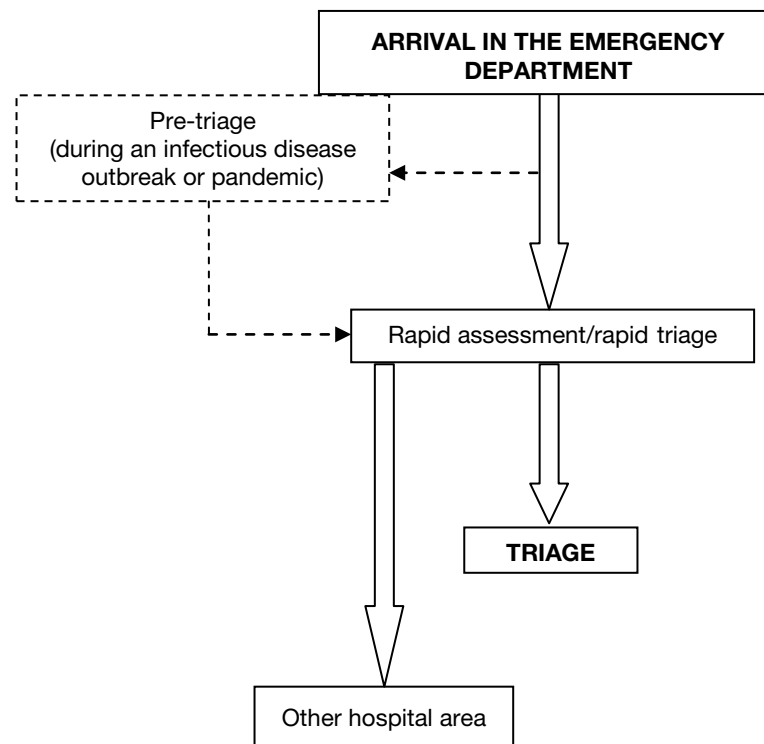 ARRIVAL IN THE EMERGENCY
DEPARTMENT
Pre-triage
(during an infectious disease
outbreak or pandemic)
Rapid assessment/rapid triage
TRIAGE
Other hospital area